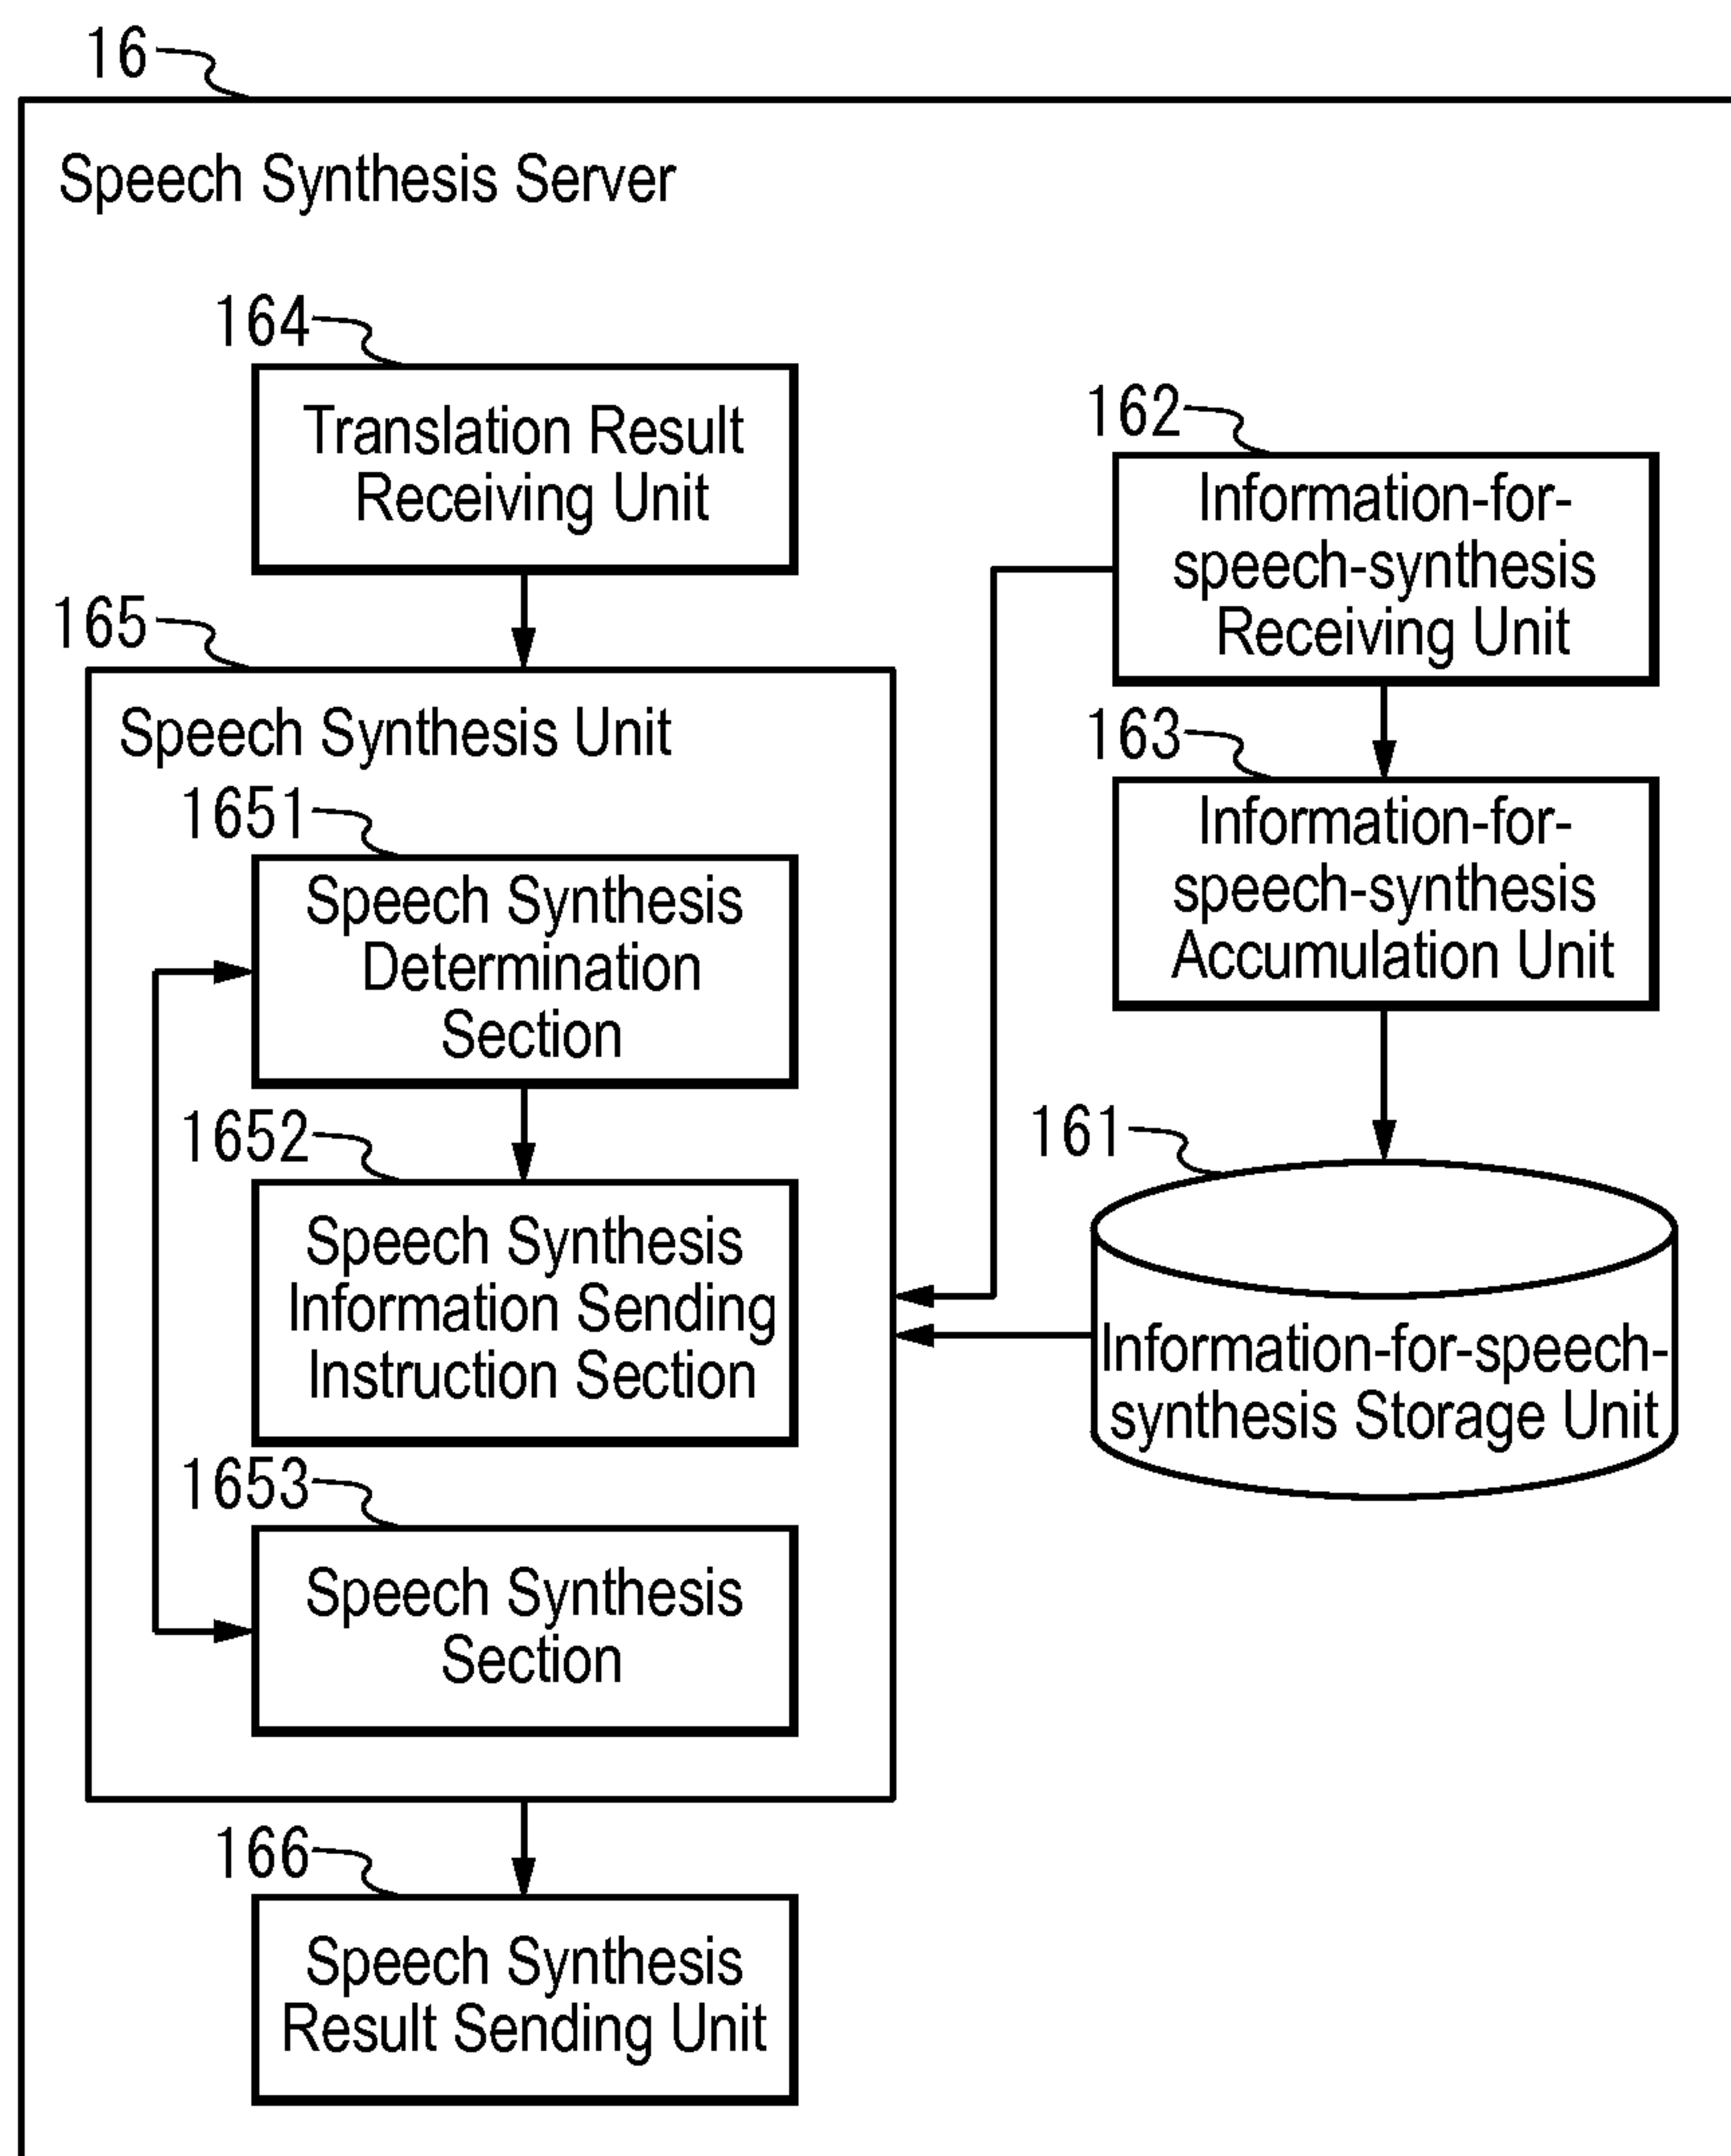 16
Speech Synthesis Server
164
Translation Result
Receiving Unit
165
Speech Synthesis Unit
1651
Speech Synthesis
Determination
Section
1652
Speech Synthesis
Information Sending
Instruction Section
1653
Speech Synthesis
Section
166
Speech Synthesis
Result Sending Unit
162
Information-for-
speech-synthesis
Receiving Unit
163
Information-for-
speech-synthesis
Accumulation Unit
161
Information-for-speech-
synthesis Storage Unit